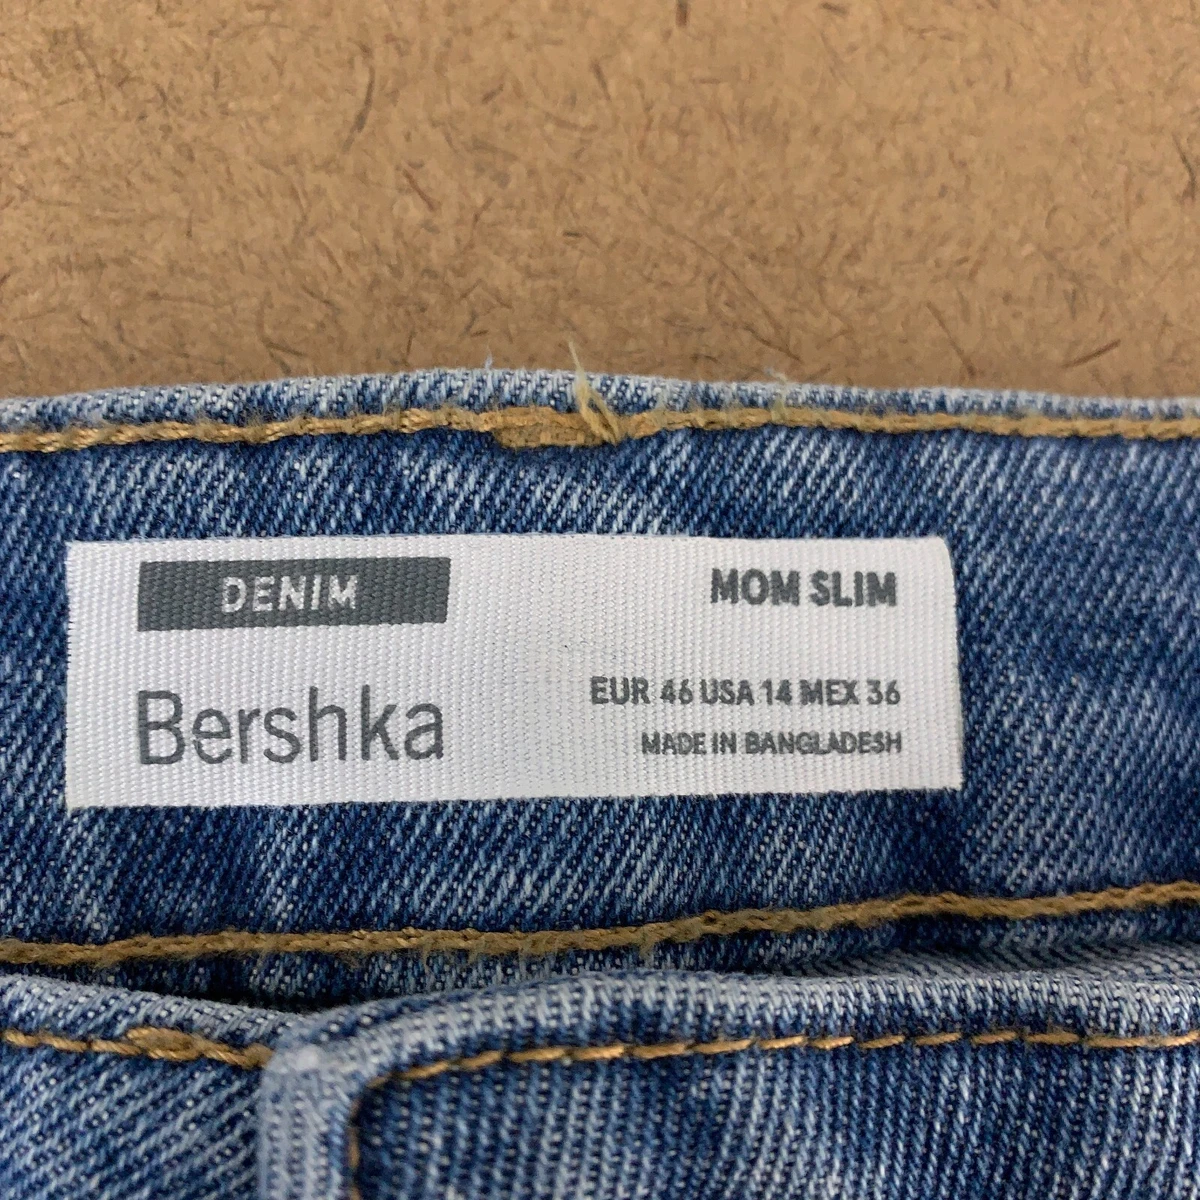 DENIM
Bershka
MOM SLIM
EUR 46 USA 14 MEX 36
MADE IN BANGLADESH